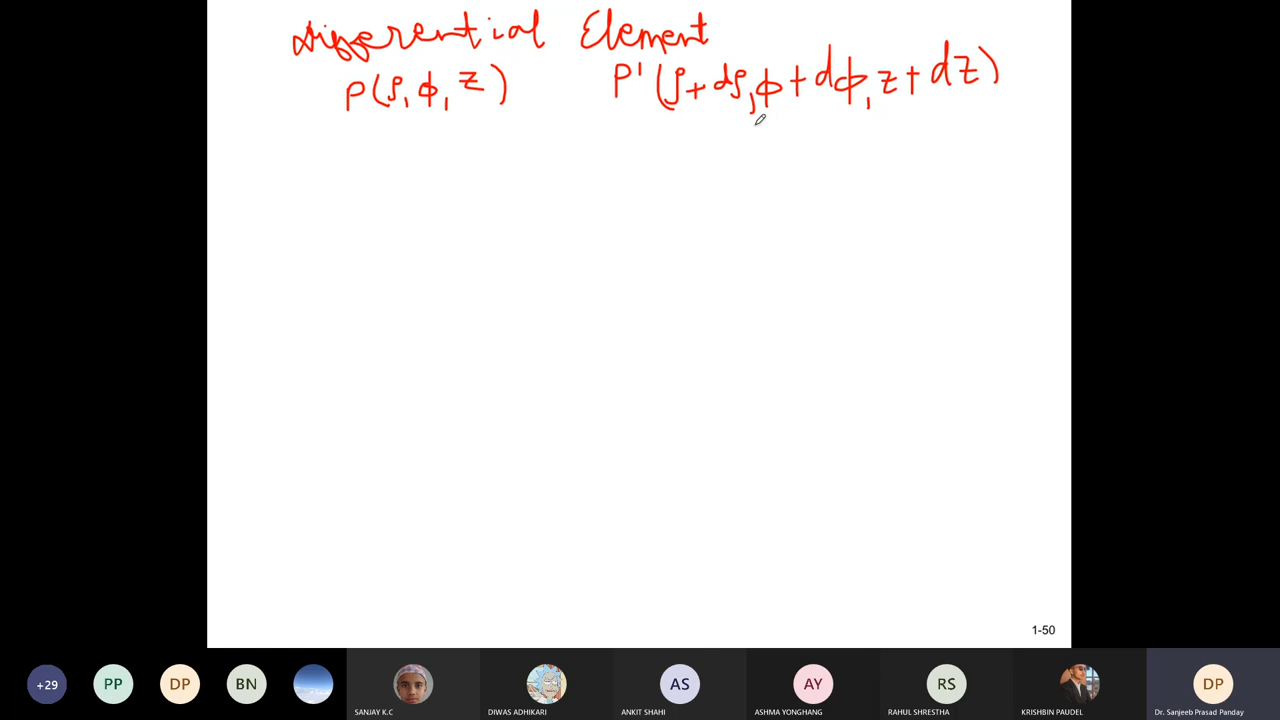 Differential Element
P(ρ, φ, z) P'(ρ+dρ, φ+dφ, z+dz)
1-50
+29 PP DP BN AS AY RS DP
SANJAY K.C DIWAS ADHIKARI ANKIT SHAHI ASHMA YONGHANG RAHUL SHRESTHA KRISHBIN PAUDEL Dr. Sanjeeb Prasad Panday